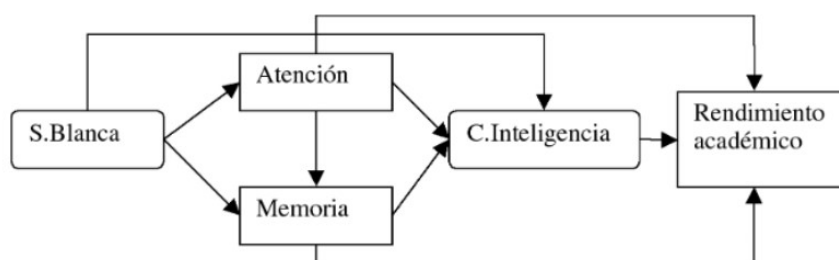 Atención
S.Blanca
C.Inteligencia
Rendimiento
académico
Memoria